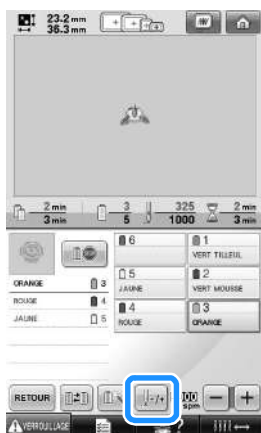 23.2 mm
36.3 mm
2 min
3 min
3
5
325
1000
2 min
3 min
6
1
VERT TILLEUL
ORANGE 3
5
JAUNE
2
VERT MOUSSE
ROUGE 4
JAUNE 5
4
ROUGE
3
ORANGE
RETOUR
00
spm
VERROUILLAGE
?